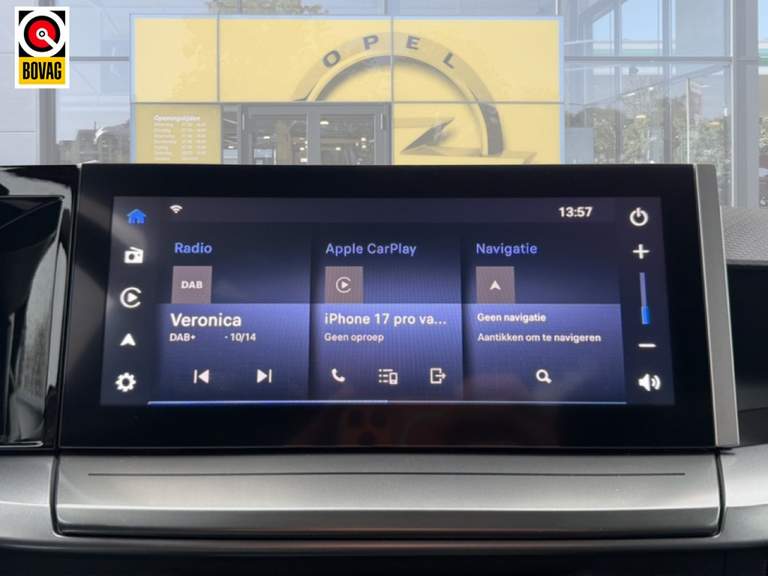 BOVAG
OPEL
Openingstijden
13:57
Radio
Apple CarPlay
Navigatie
DAB
Veronica
DAB+ - 10/14
iPhone 17 pro va...
Geen oproep
Geen navigatie
Aantikken om te navigeren